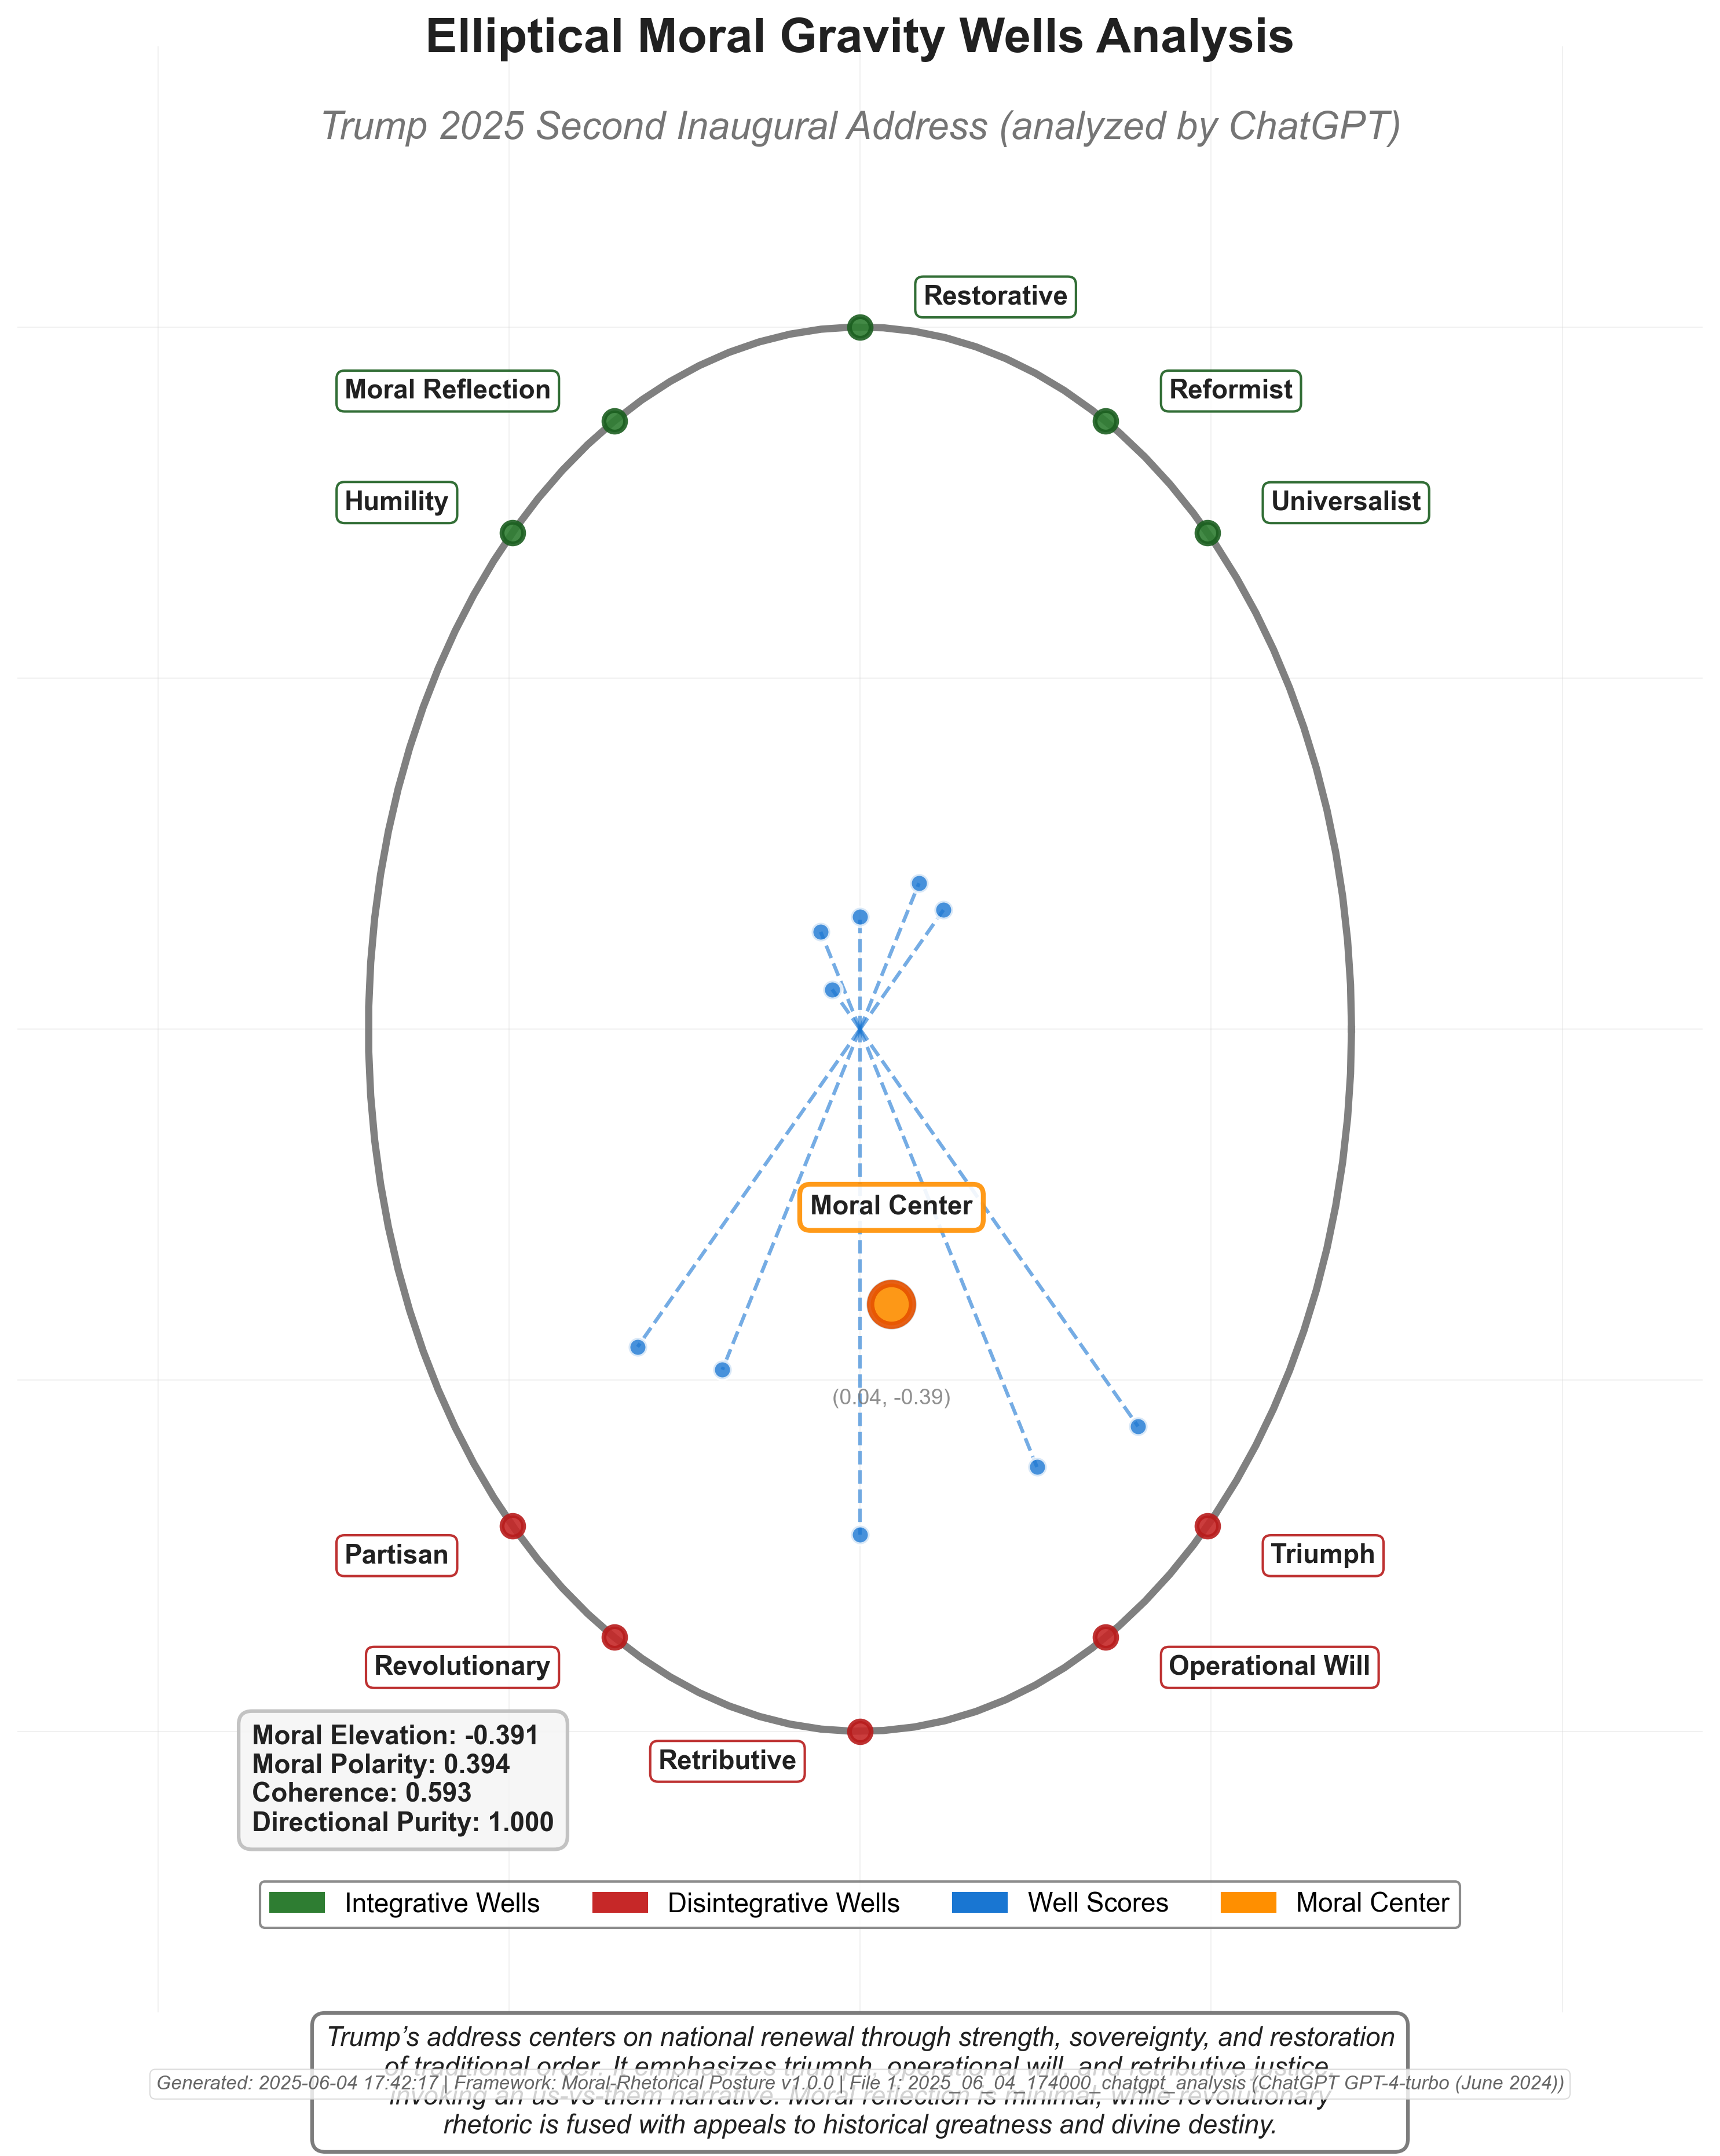 Elliptical Moral Gravity Wells Analysis
Trump 2025 Second Inaugural Address (analyzed by ChatGPT)
Restorative
Moral Reflection
Reformist
Humility
Universalist
Moral Center
(0.04, -0.39)
Partisan
Triumph
Revolutionary
Operational Will
Retributive
Moral Elevation: -0.391
Moral Polarity: 0.394
Coherence: 0.593
Directional Purity: 1.000
Integrative Wells
Disintegrative Wells
Well Scores
Moral Center
Trump’s address centers on national renewal through strength, sovereignty, and restoration
of traditional order. It emphasizes triumph, operational will, and retributive justice,
Generated: 2025-06-04 17:42:17 | Framework: Moral-Rhetorical Posture v1.0.0 | File 1: 2025_06_04_174000_chatgpt_analysis (ChatGPT GPT-4-turbo (June 2024))
invoking an us-vs-them narrative. Moral reflection is minimal, while revolutionary
rhetoric is fused with appeals to historical greatness and divine destiny.